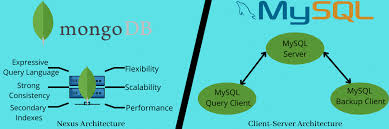 mongoDB
Expressive
Query Language
Strong
Consistency
Secondary
Indexes
Flexibility
Scalability
Performance
Nexus Architecture
MySQL
MySQL
Server
MySQL
Query Client
MySQL
Backup Client
Client-Server Architecture